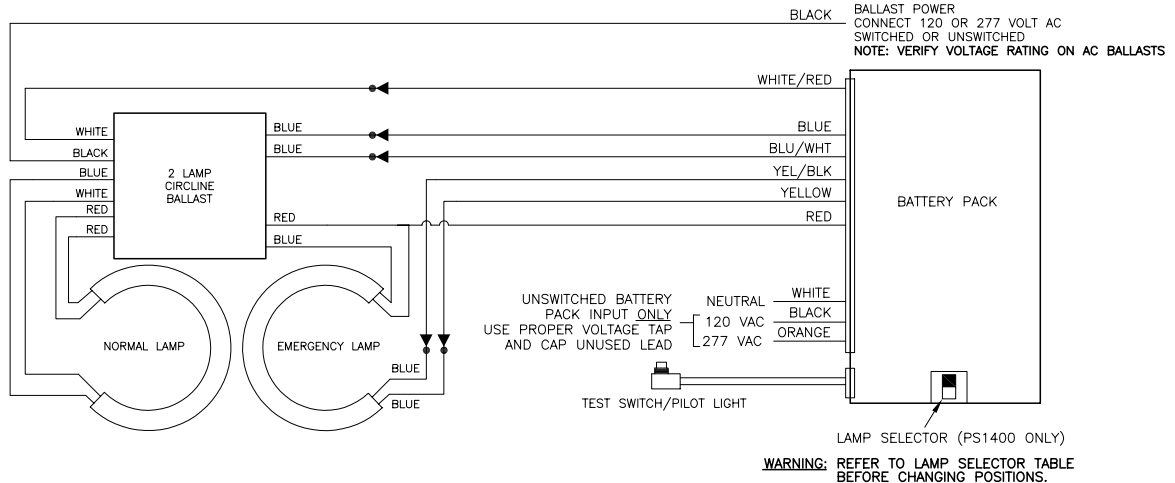 BLACK
BALLAST POWER
CONNECT 120 OR 277 VOLT AC
SWITCHED OR UNSWITCHED
NOTE: VERIFY VOLTAGE RATING ON AC BALLASTS
WHITE/RED
WHITE
BLACK
BLUE
WHITE
RED
RED
2 LAMP
CIRCLINE
BALLAST
BLUE
BLUE
RED
BLUE
BLUE
BLU/WHT
YEL/BLK
YELLOW
RED
BATTERY PACK
NORMAL LAMP
EMERGENCY LAMP
BLUE
BLUE
UNSWITCHED BATTERY
PACK INPUT ONLY
USE PROPER VOLTAGE TAP
AND CAP UNUSED LEAD
NEUTRAL
120 VAC
277 VAC
WHITE
BLACK
ORANGE
TEST SWITCH/PILOT LIGHT
LAMP SELECTOR (PS1400 ONLY)
WARNING: REFER TO LAMP SELECTOR TABLE
BEFORE CHANGING POSITIONS.